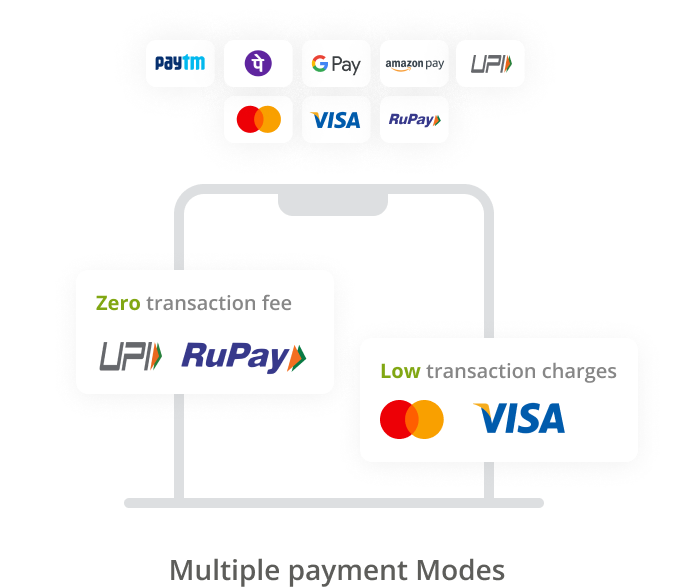 paytm पे G Pay amazon pay UPI
VISA RuPay
Zero transaction fee
UPI RuPay
Low transaction charges
VISA
Multiple payment Modes